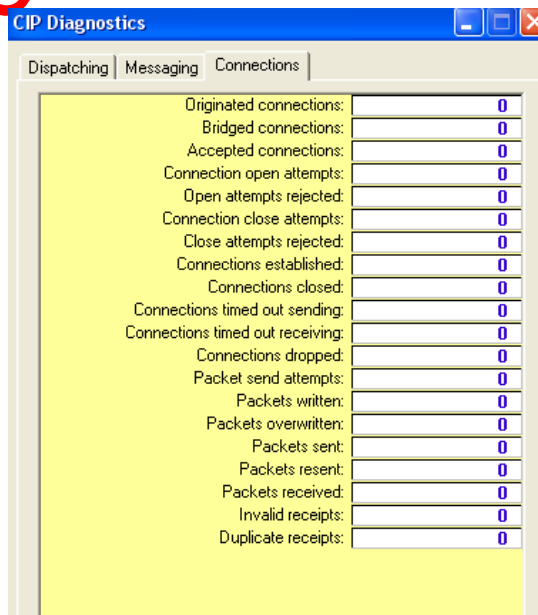 CIP Diagnostics
Dispatching Messaging Connections
Originated connections: 0
Bridged connections: 0
Accepted connections: 0
Connection open attempts: 0
Open attempts rejected: 0
Connection close attempts: 0
Close attempts rejected: 0
Connections established: 0
Connections closed: 0
Connections timed out sending: 0
Connections timed out receiving: 0
Connections dropped: 0
Packet send attempts: 0
Packets written: 0
Packets overwritten: 0
Packets sent: 0
Packets resent: 0
Packets received: 0
Invalid receipts: 0
Duplicate receipts: 0